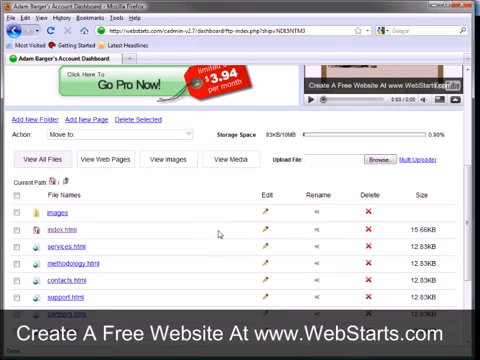 Adam Barger's Account Dashboard - Mozilla Firefox
File Edit View History Bookmarks Tools Help
http://webstarts.com/cadmin-v2.7/dashboard/ftp-index.php?ship=NDE5NTM3
Google
Most Visited Getting Started Latest Headlines
Adam Barger's Account Dashboard
Click Here To
Go Pro Now!
limited
$3.94
per month
Create A Free Website At www.WebStarts.com
0:00 / 0:00
Add New Folder Add New Page Delete Selected
Action: Move to: Storage Space 93KB/10MB 0.90%
View All Files View Web Pages View Images View Media Upload File: Browse... Multi Uploader
Current Path: / 
File Names Edit Rename Delete Size
images
index.html 15.66KB
services.html 12.83KB
methodology.html 12.83KB
contacts.html 12.83KB
support.html 12.83KB
partners.html
Create A Free Website At www.WebStarts.com
Done